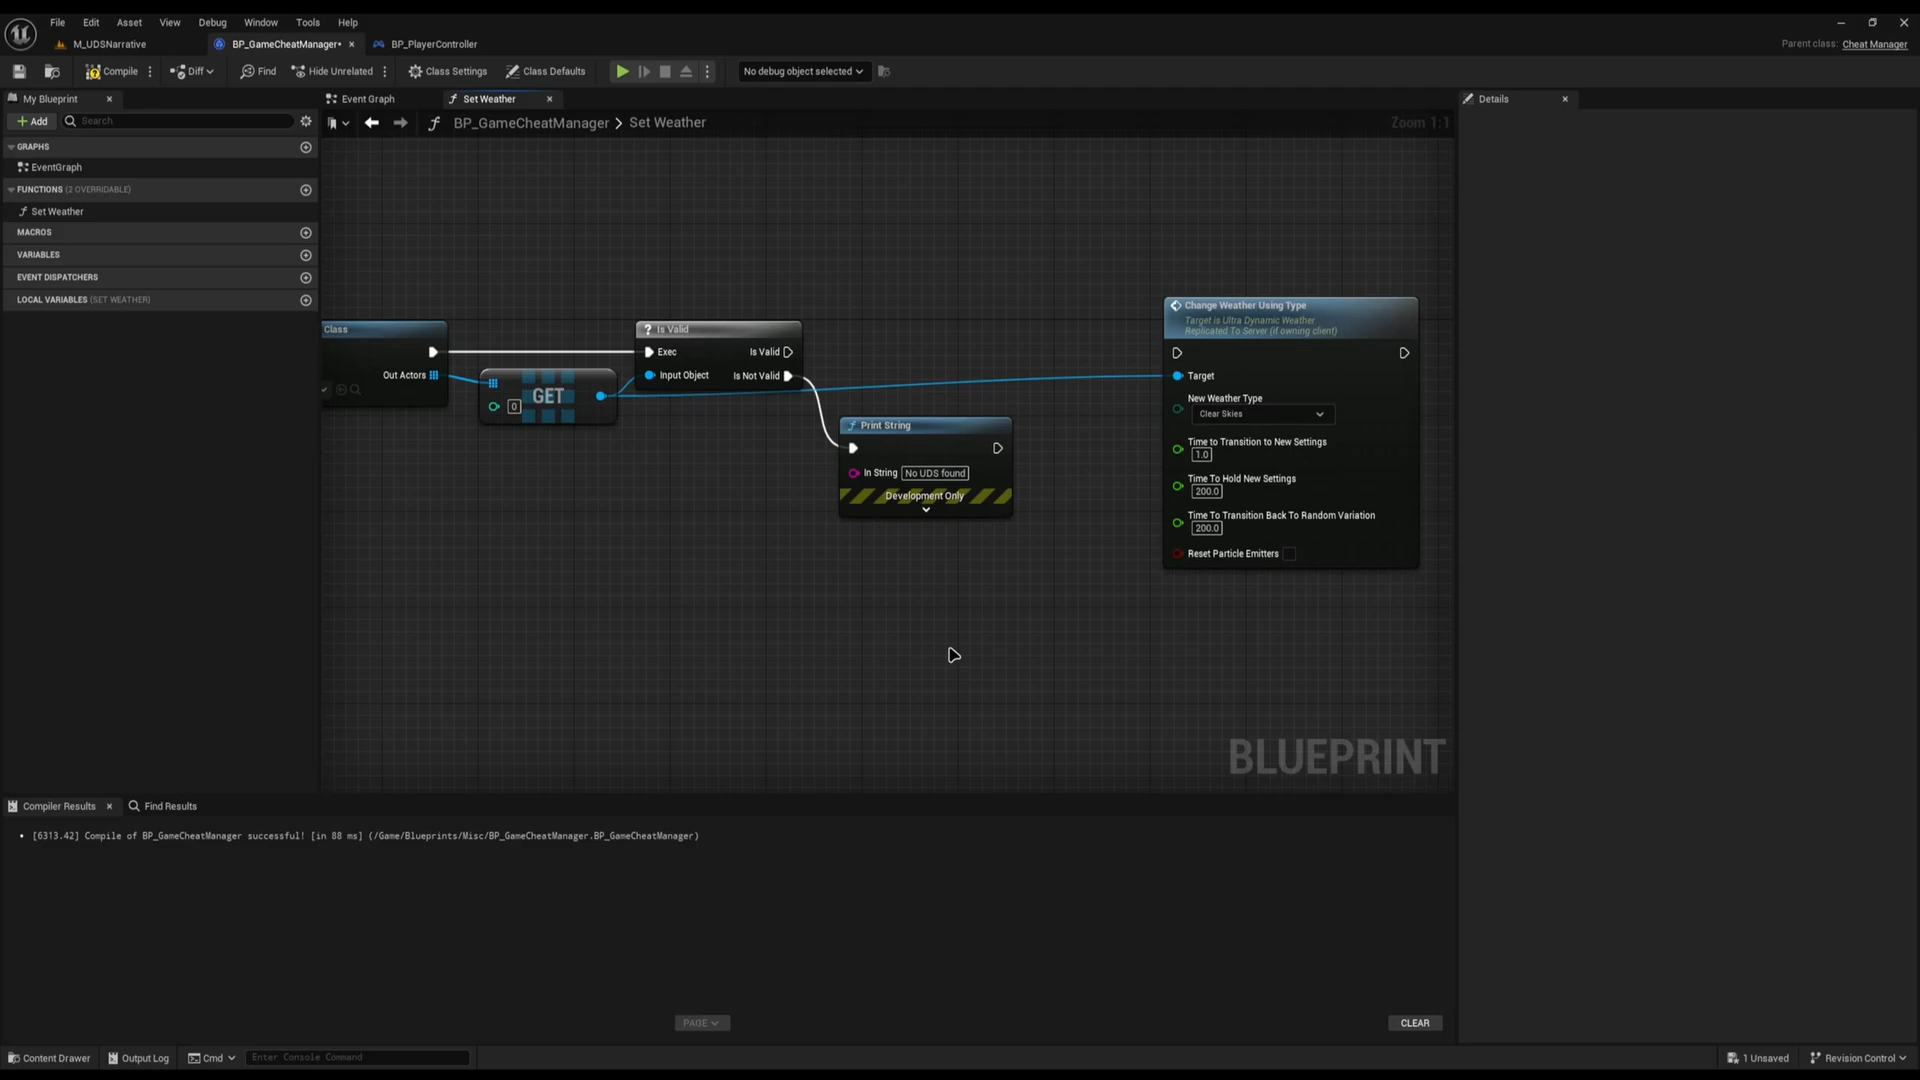 File Edit Asset View Debug Window Tools Help
M_UDSNarrative BP_GameCheatManager• BP_PlayerController
Parent class: Cheat Manager
Compile Diff Find Hide Unrelated Class Settings Class Defaults No debug object selected
My Blueprint Event Graph Set Weather Details
+ Add Search
BP_GameCheatManager > Set Weather Zoom 1:1
GRAPHS
EventGraph
FUNCTIONS (2 OVERRIDABLE)
Set Weather
MACROS
VARIABLES
EVENT DISPATCHERS
LOCAL VARIABLES (SET WEATHER)
Class
Out Actors
GET
0
Is Valid
Exec Is Valid
Input Object Is Not Valid
Print String
In String No UDS found
Development Only
Change Weather Using Type
Target is Ultra Dynamic Weather
Replicated To Server (if owning client)
Target
New Weather Type
Clear Skies
Time to Transition to New Settings
1.0
Time To Hold New Settings
200.0
Time To Transition Back To Random Variation
200.0
Reset Particle Emitters
BLUEPRINT
Compiler Results Find Results
• [6313.42] Compile of BP_GameCheatManager successful! [in 88 ms] (/Game/Blueprints/Misc/BP_GameCheatManager.BP_GameCheatManager)
PAGE CLEAR
Content Drawer Output Log Cmd Enter Console Command 1 Unsaved Revision Control